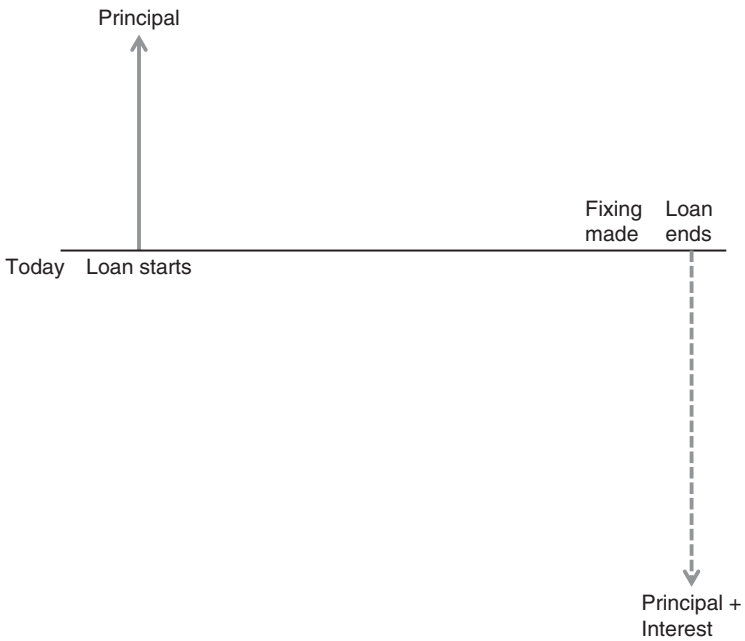 Principal
Fixing made
Loan ends
Today
Loan starts
Principal +
Interest